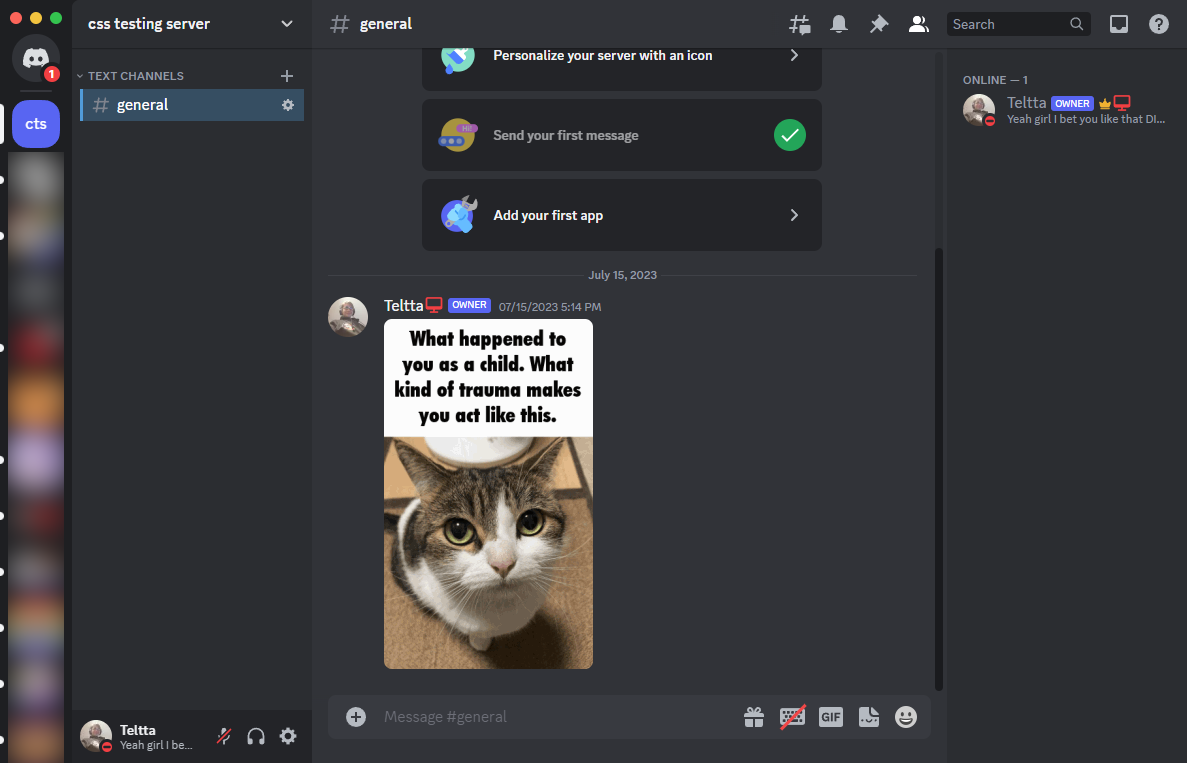 css testing server
general
Search
1
TEXT CHANNELS
general
cts
Personalize your server with an icon
Hi!
Send your first message
Add your first app
July 15, 2023
Teltta OWNER 07/15/2023 5:14 PM
What happened to
you as a child. What
kind of trauma makes
you act like this.
Message #general
GIF
Teltta
Yeah girl I be...
ONLINE — 1
Teltta OWNER
Yeah girl I bet you like that DI...